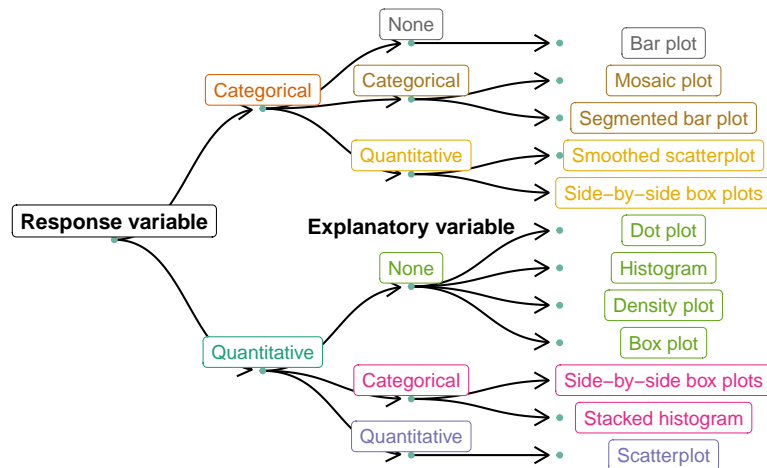 None
Bar plot
Categorical
Categorical
Mosaic plot
Segmented bar plot
Quantitative
Smoothed scatterplot
Side−by−side box plots
Response variable
Explanatory variable
Dot plot
None
Histogram
Density plot
Box plot
Quantitative
Categorical
Side−by−side box plots
Stacked histogram
Quantitative
Scatterplot